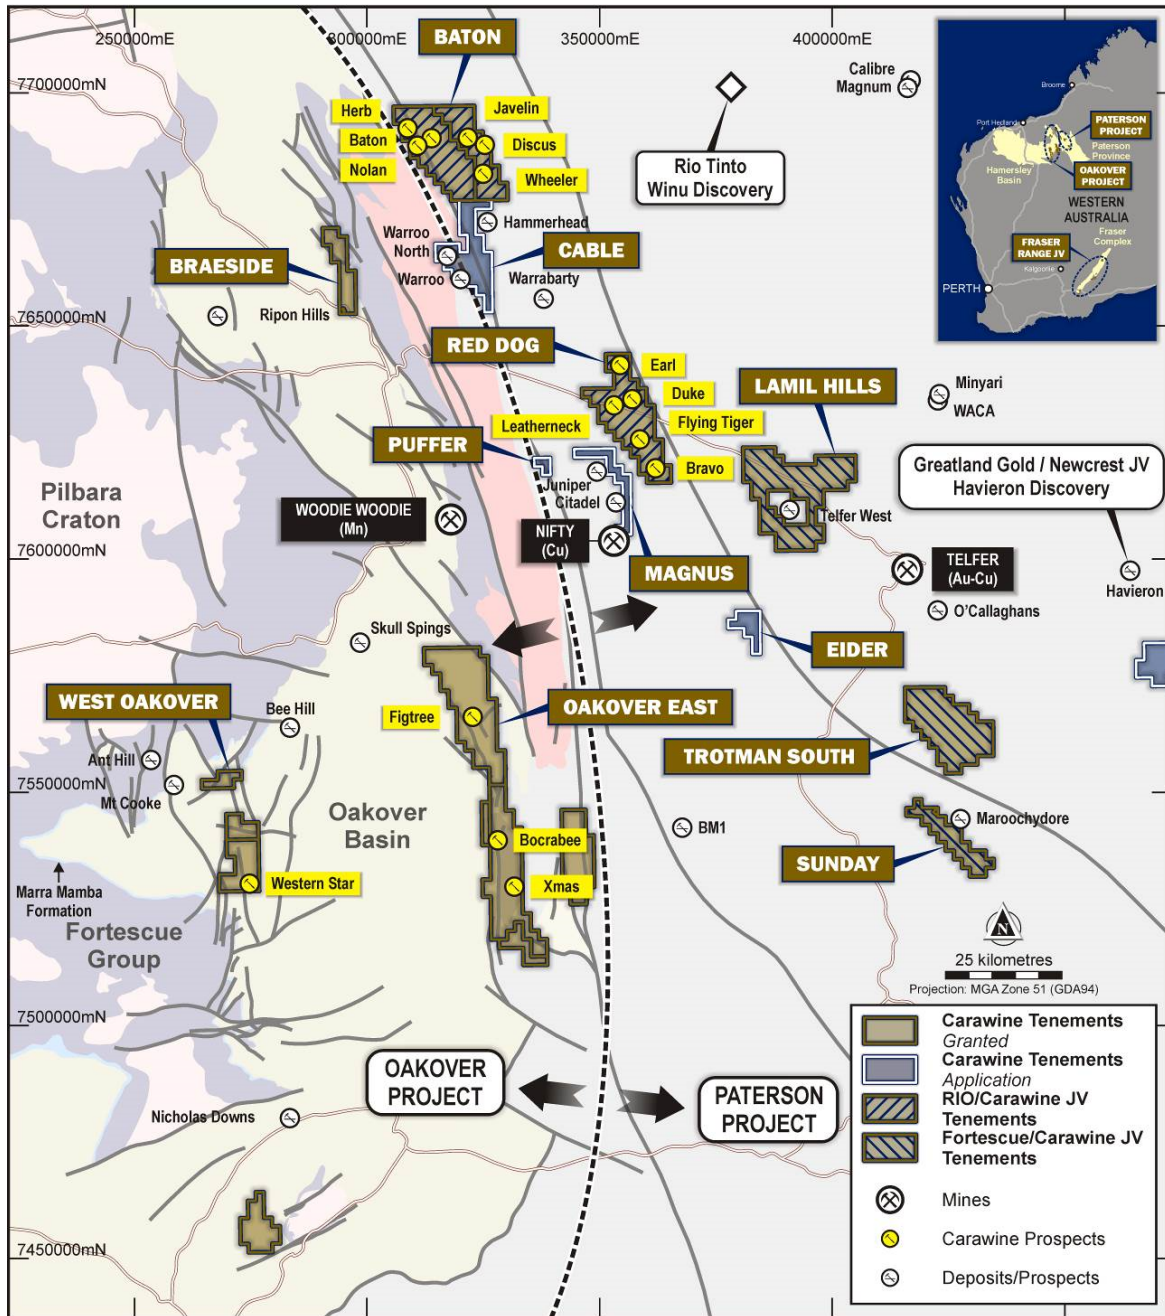 250000mE
300000mE
350000mE
400000mE
7700000mN
7650000mN
7600000mN
7550000mN
7500000mN
7450000mN
BATON
Herb
Javelin
Baton
Discus
Nolan
Wheeler
Calibre
Magnum
Rio Tinto
Winu Discovery
Hammerhead
Warroo
North
CABLE
Warroo
Warrabarty
BRAESIDE
Ripon Hills
RED DOG
Earl
Duke
Flying Tiger
Leatherneck
Bravo
LAMIL HILLS
Minyari
WACA
PUFFER
Juniper
Citadel
Telfer West
Greatland Gold / Newcrest JV
Havieron Discovery
Pilbara
Craton
WOODIE WOODIE
(Mn)
NIFTY
(Cu)
MAGNUS
TELFER
(Au-Cu)
Havieron
O'Callaghans
Skull Spings
EIDER
WEST OAKOVER
Bee Hill
Figtree
OAKOVER EAST
TROTMAN SOUTH
Ant Hill
Mt Cooke
Oakover
Basin
Bocrabee
BM1
Maroochydore
SUNDAY
Western Star
Xmas
Marra Mamba
Formation
Fortescue
Group
OAKOVER
PROJECT
PATERSON
PROJECT
Nicholas Downs
Broome
Port Hedland
PATERSON
PROJECT
Paterson
Province
Hamersley
Basin
OAKOVER
PROJECT
WESTERN
AUSTRALIA
Fraser
Complex
FRASER
RANGE JV
Kalgoorlie
PERTH
N
25 kilometres
Projection: MGA Zone 51 (GDA94)
Carawine Tenements
Granted
Carawine Tenements
Application
RIO/Carawine JV
Tenements
Fortescue/Carawine JV
Tenements
Mines
Carawine Prospects
Deposits/Prospects